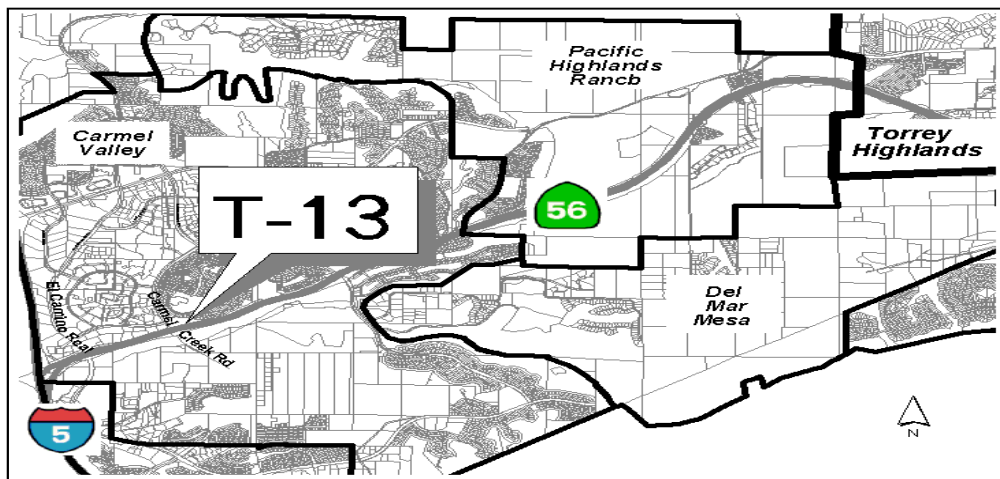 Pacific
Highlands
Ranch
Carmel
Valley
Torrey
Highlands
T-13
56
Del
Mar
Mesa
El Camino Real
Carmel Creek Rd.
5
N